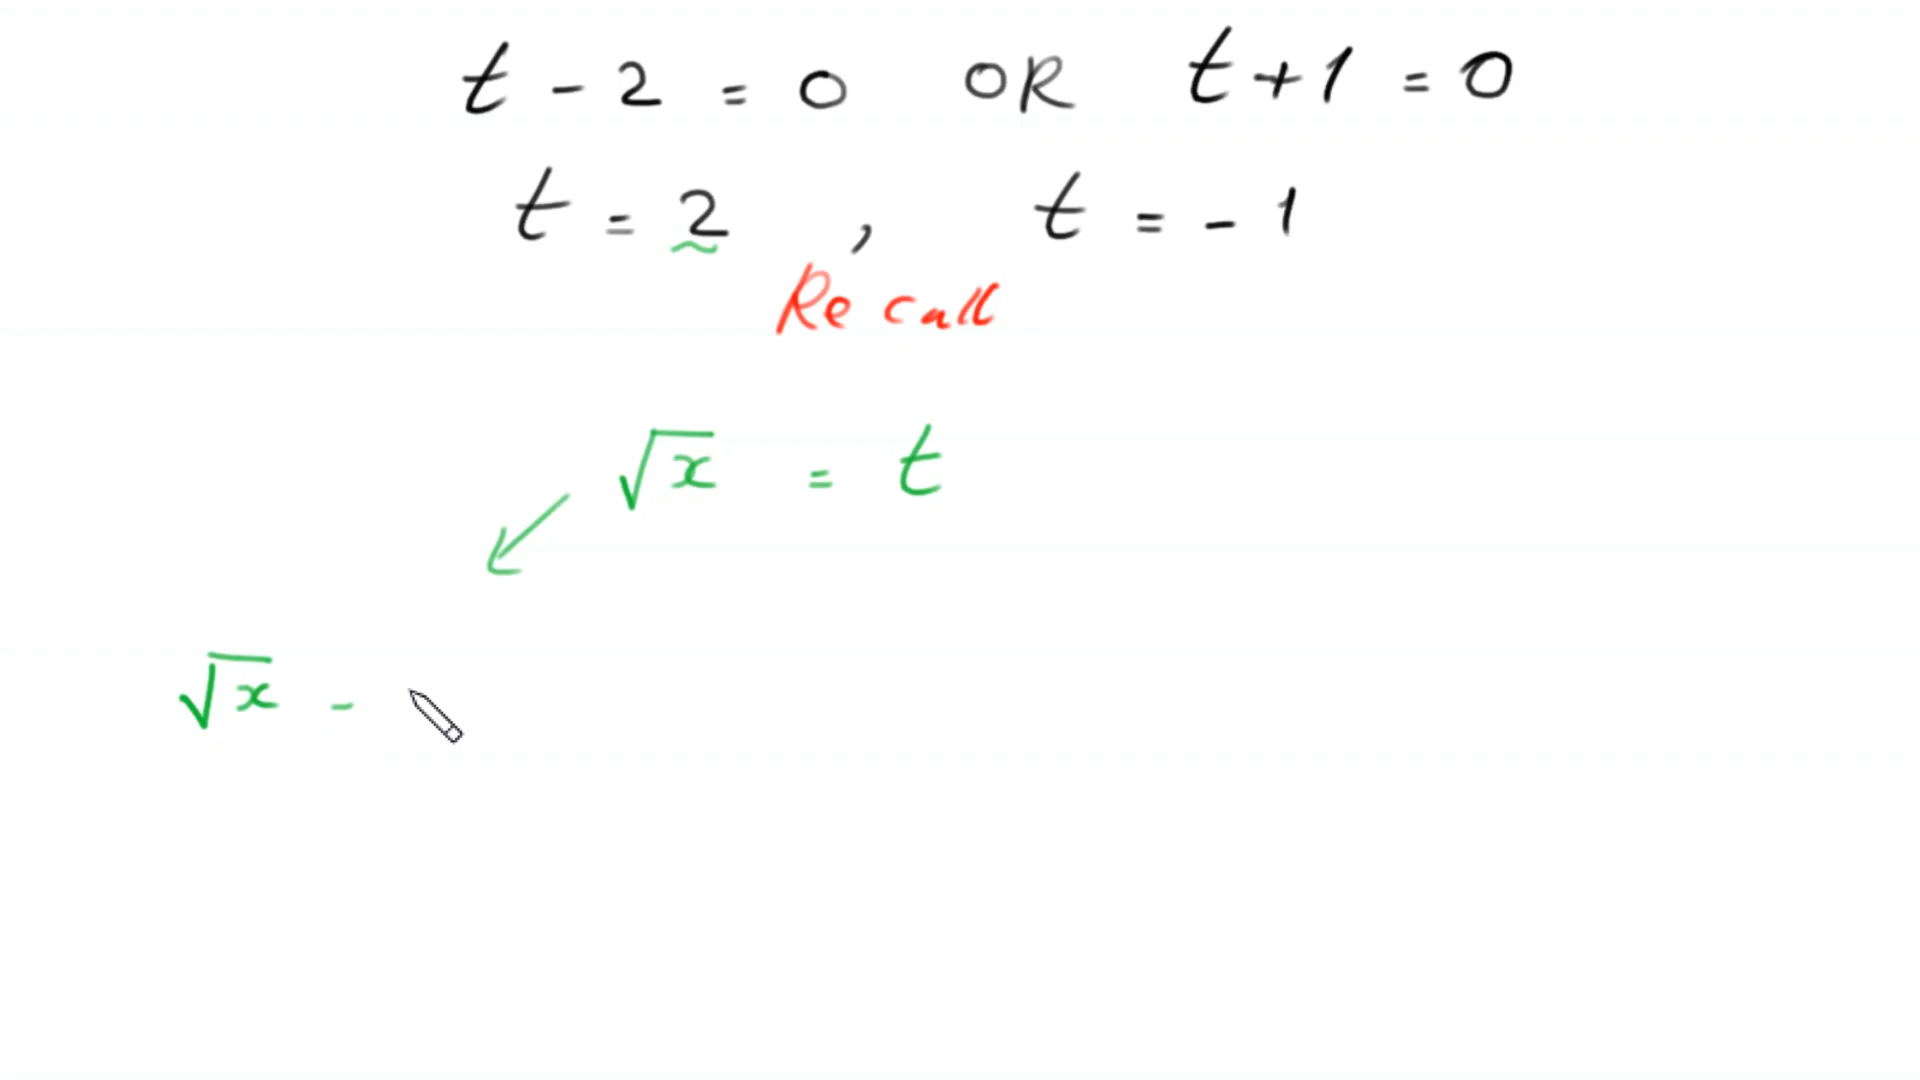 t - 2 = 0 OR t + 1 = 0
t = 2 , t = - 1
Recall
√x = t
√x -